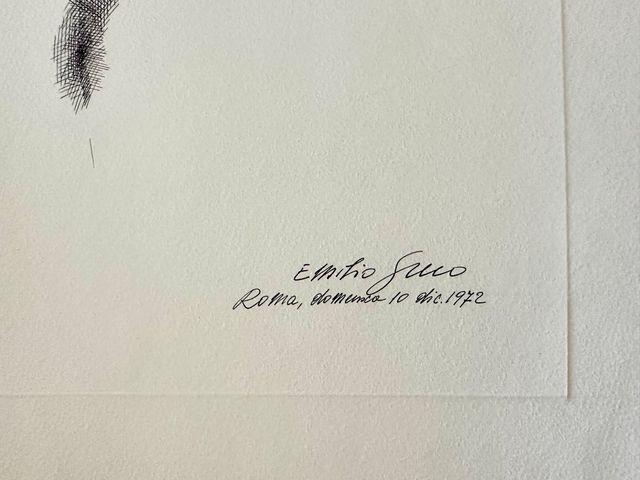 Emilio Greco
Roma, domenica 10 dic. 1972